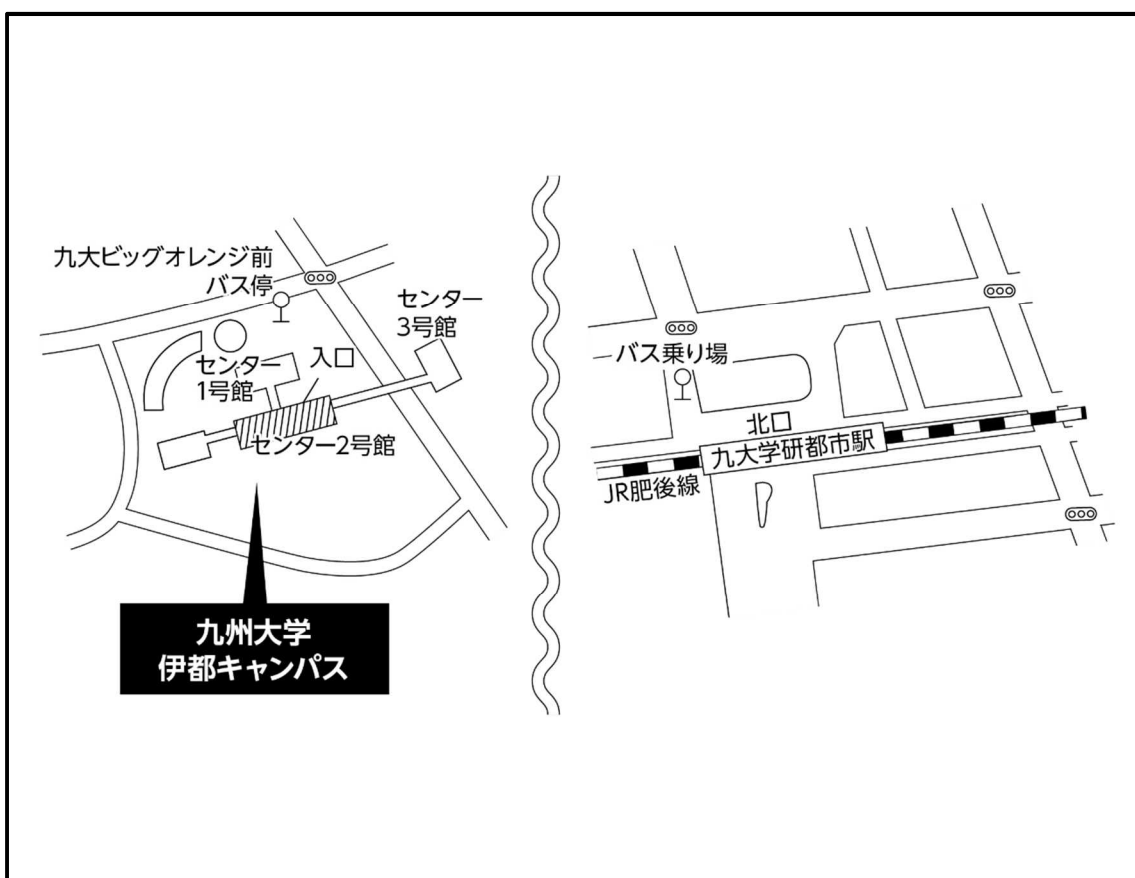 九大ビッグオレンジ前
バス停
センター
3号館
入口
センター
1号館
センター2号館
九州大学
伊都キャンパス
バス乗り場
北口
九大学研都市駅
JR肥後線